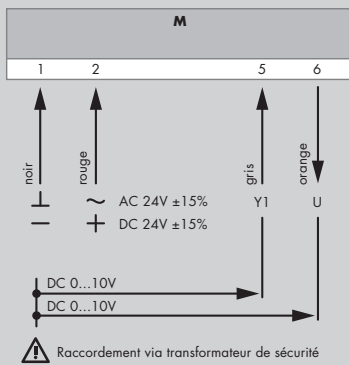 M
1 2 5 6
noir
rouge
gris
orange
⊥ ~ AC 24V ±15% Y1 U
− + DC 24V ±15%
DC 0...10V
DC 0...10V
Raccordement via transformateur de sécurité